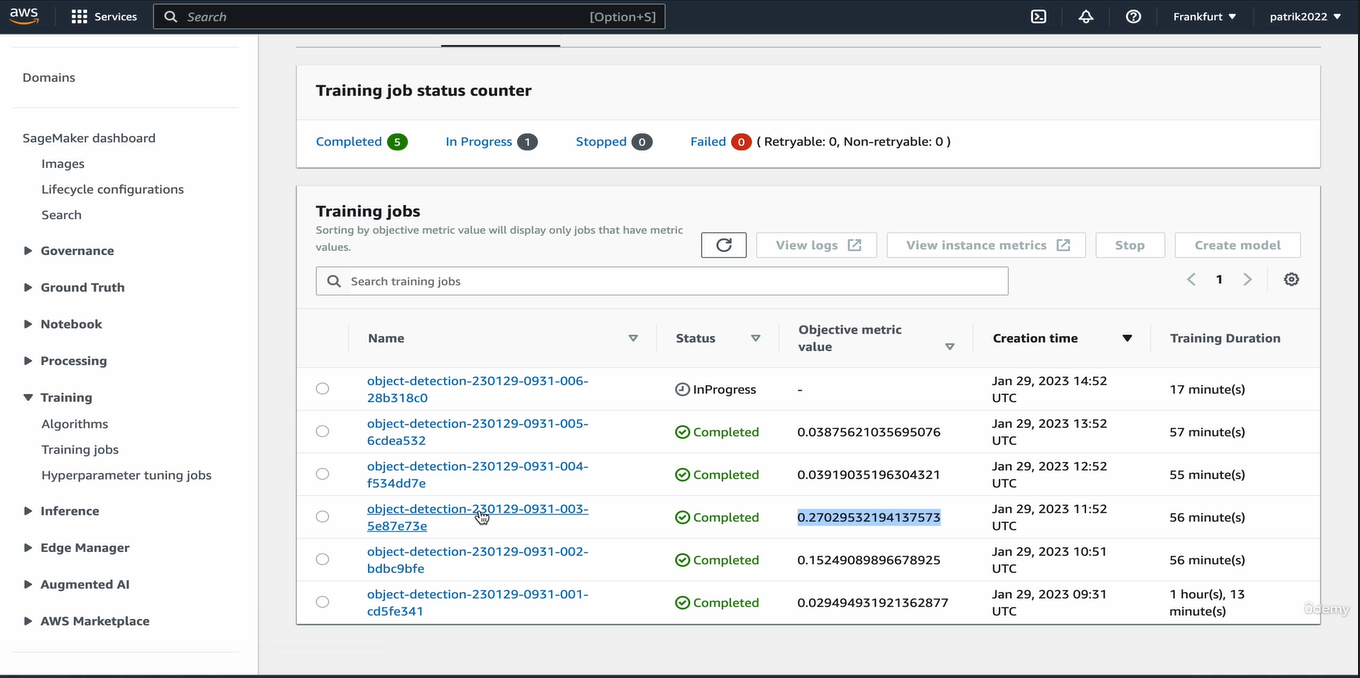 aws
Services
Search
[Option+S]
Frankfurt
patrik2022
Domains
SageMaker dashboard
Images
Lifecycle configurations
Search
Governance
Ground Truth
Notebook
Processing
Training
Algorithms
Training jobs
Hyperparameter tuning jobs
Inference
Edge Manager
Augmented AI
AWS Marketplace
Training job status counter
Completed 5
In Progress 1
Stopped 0
Failed 0 ( Retryable: 0, Non-retryable: 0 )
Training jobs
Sorting by objective metric value will display only jobs that have metric
values.
View logs
View instance metrics
Stop
Create model
Search training jobs
1
Name
Status
Objective metric
value
Creation time
Training Duration
object-detection-230129-0931-006-
28b318c0
InProgress
-
Jan 29, 2023 14:52
UTC
17 minute(s)
object-detection-230129-0931-005-
6cdea532
Completed
0.03875621035695076
Jan 29, 2023 13:52
UTC
57 minute(s)
object-detection-230129-0931-004-
f534dd7e
Completed
0.03919035196304321
Jan 29, 2023 12:52
UTC
55 minute(s)
object-detection-230129-0931-003-
5e87e73e
Completed
0.27029532194137573
Jan 29, 2023 11:52
UTC
56 minute(s)
object-detection-230129-0931-002-
bdbc9bfe
Completed
0.15249089896678925
Jan 29, 2023 10:51
UTC
56 minute(s)
object-detection-230129-0931-001-
cd5fe341
Completed
0.029494931921362877
Jan 29, 2023 09:31
UTC
1 hour(s), 13
minute(s)
ûdemy